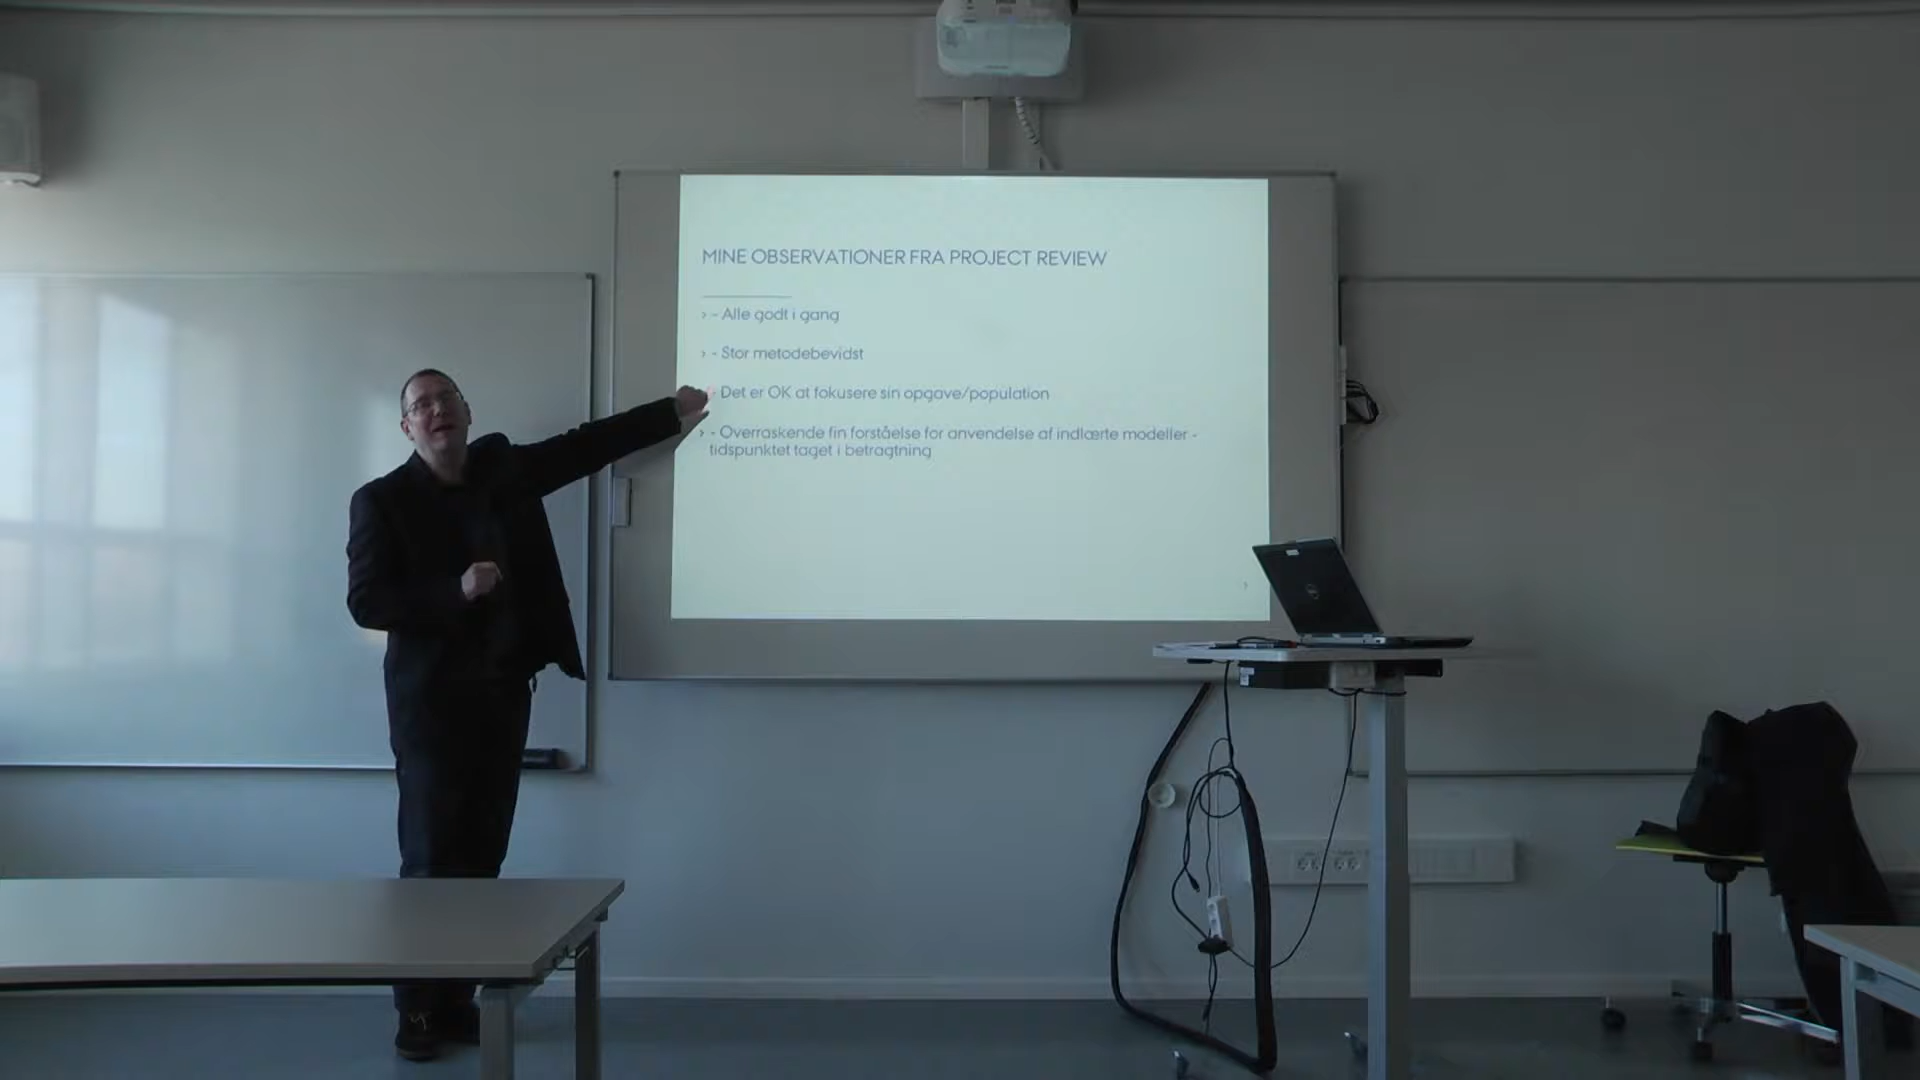 MINE OBSERVATIONER FRA PROJECT REVIEW
› - Alle godt i gang
› - Stor metodebevidst
- Det er OK at fokusere sin opgave/population
› - Overraskende fin forståelse for anvendelse af indlærte modeller -
tidspunktet taget i betragtning